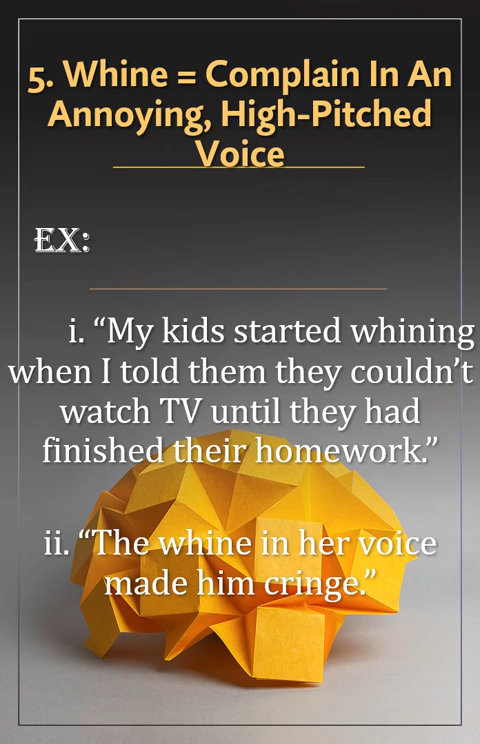 5. Whine = Complain In An
Annoying, High-Pitched
Voice
EX:
i. “My kids started whining
when I told them they couldn’t
watch TV until they had
finished their homework.”
ii. “The whine in her voice
made him cringe.”